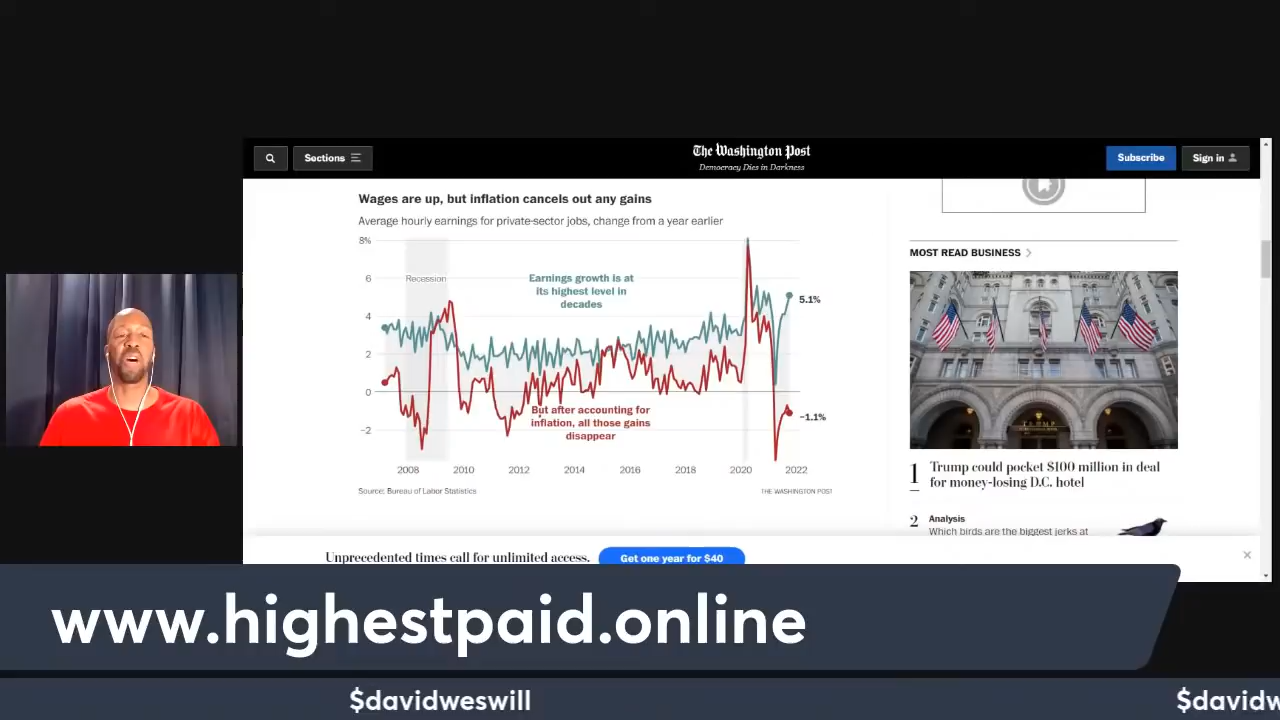 Sections
The Washington Post
Democracy Dies in Darkness
Subscribe
Sign in
Wages are up, but inflation cancels out any gains
Average hourly earnings for private-sector jobs, change from a year earlier
8%
6
4
2
0
−2
Recession
Earnings growth is at
its highest level in
decades
5.1%
But after accounting for
inflation, all those gains
disappear
−1.1%
2008 2010 2012 2014 2016 2018 2020 2022
Source: Bureau of Labor Statistics
THE WASHINGTON POST
MOST READ BUSINESS
TRUMP
1
Trump could pocket $100 million in deal
for money-losing D.C. hotel
2
Analysis
Which birds are the biggest jerks at
Unprecedented times call for unlimited access.
Get one year for $40
www.highestpaid.online
$davidweswill
$davidw